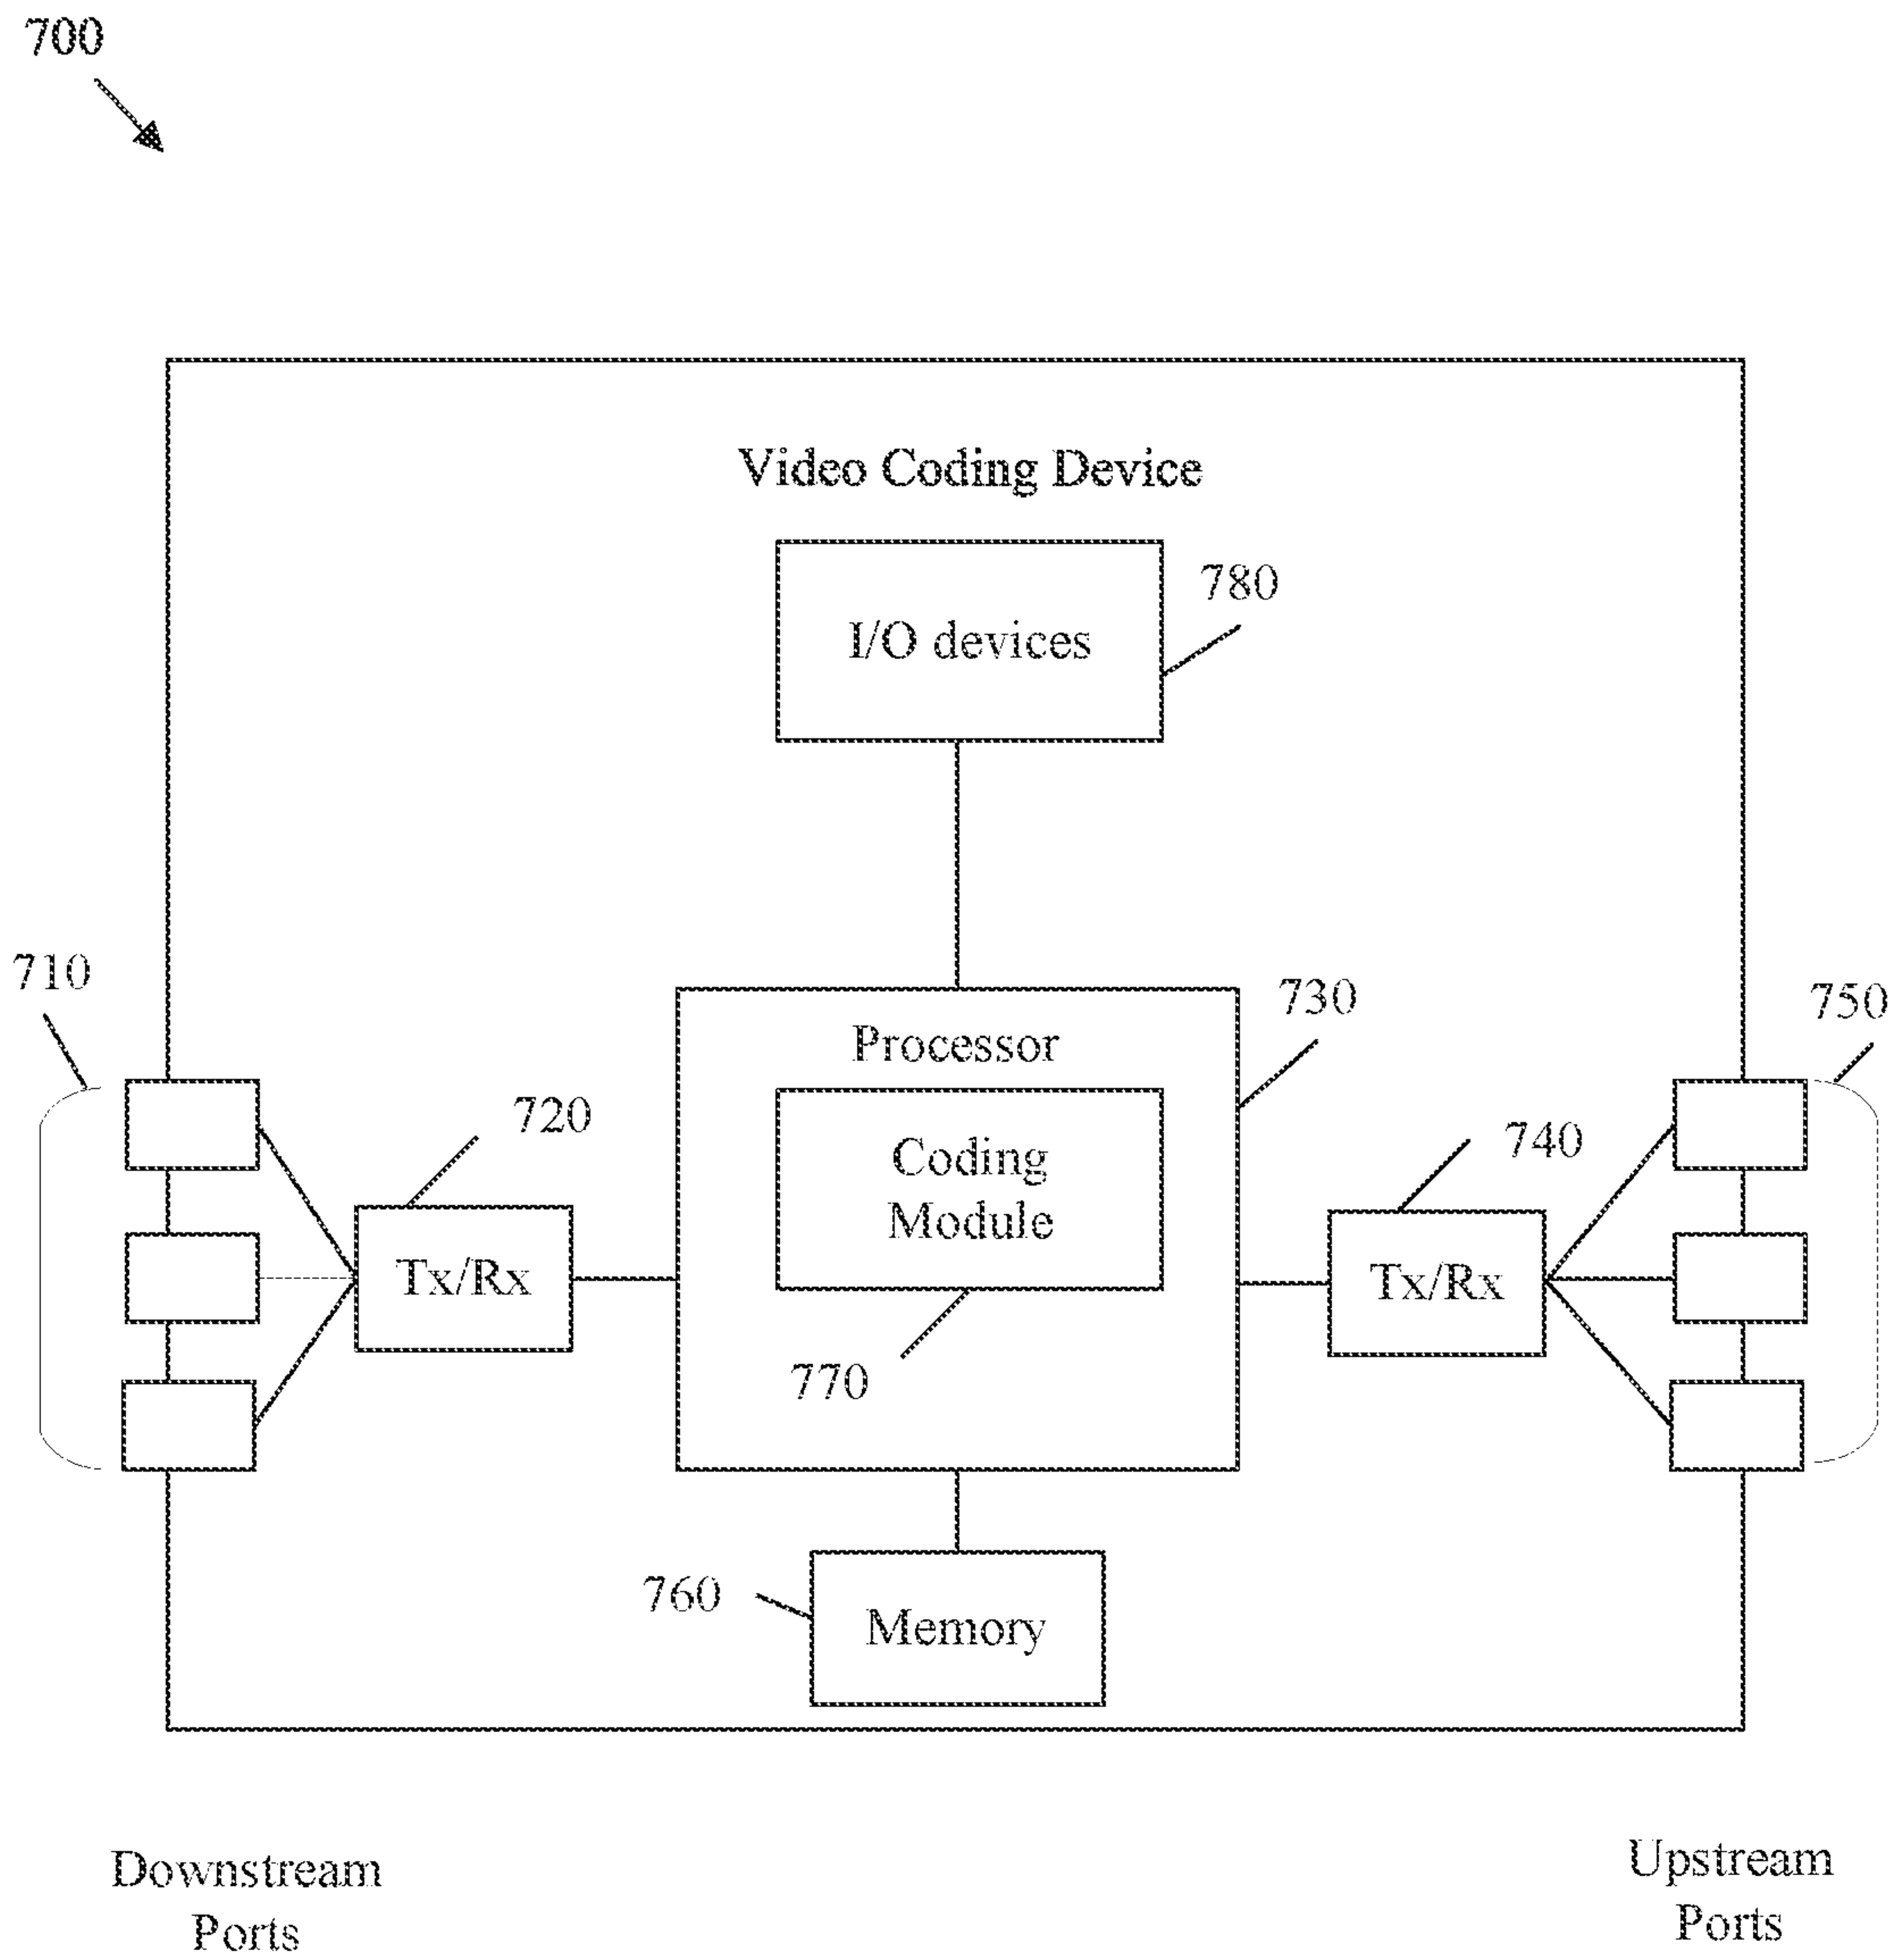 700
Video Coding Device
780
I/O devices
710
730
750
Processor
720
740
Coding
Module
Tx/Rx
Tx/Rx
770
760
Memory
Downstream
Ports
Upstream
Ports